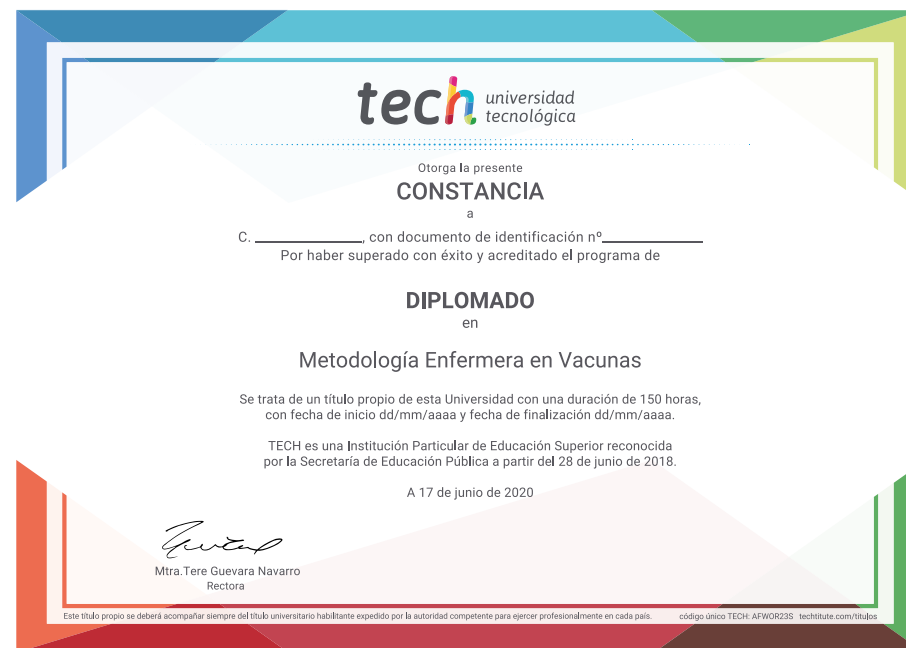 tech universidad
tecnológica
Otorga la presente
CONSTANCIA
a
C. ____________, con documento de identificación nº____________
Por haber superado con éxito y acreditado el programa de
DIPLOMADO
en
Metodología Enfermera en Vacunas
Se trata de un título propio de esta Universidad con una duración de 150 horas,
con fecha de inicio dd/mm/aaaa y fecha de finalización dd/mm/aaaa.
TECH es una Institución Particular de Educación Superior reconocida
por la Secretaría de Educación Pública a partir del 28 de junio de 2018.
A 17 de junio de 2020
Mtra.Tere Guevara Navarro
Rectora
Este título propio se deberá acompañar siempre del título universitario habilitante expedido por la autoridad competente para ejercer profesionalmente en cada país. código único TECH: AFWOR23S techtitute.com/titulos